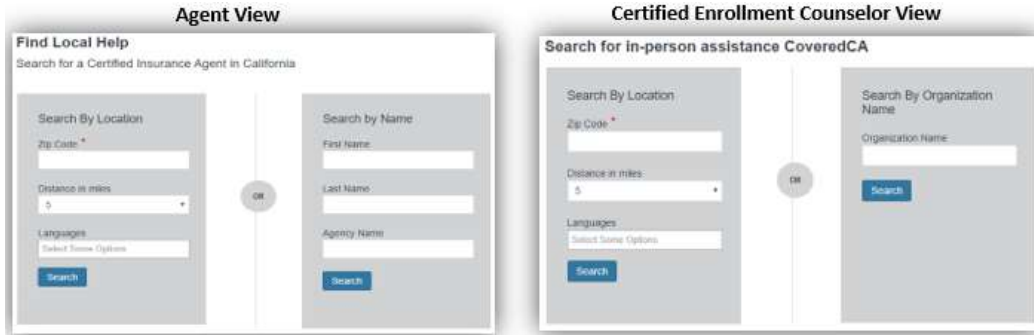 Agent View
Find Local Help
Search for a Certified Insurance Agent in California
Search By Location
Zip Code *
Distance in miles
5
Languages
Select Some Options
Search
OR
Search by Name
First Name
Last Name
Agency Name
Search
Certified Enrollment Counselor View
Search for in-person assistance CoveredCA
Search By Location
Zip Code *
Distance in miles
5
Languages
Select Some Options
Search
OR
Search By Organization
Name
Organization Name
Search